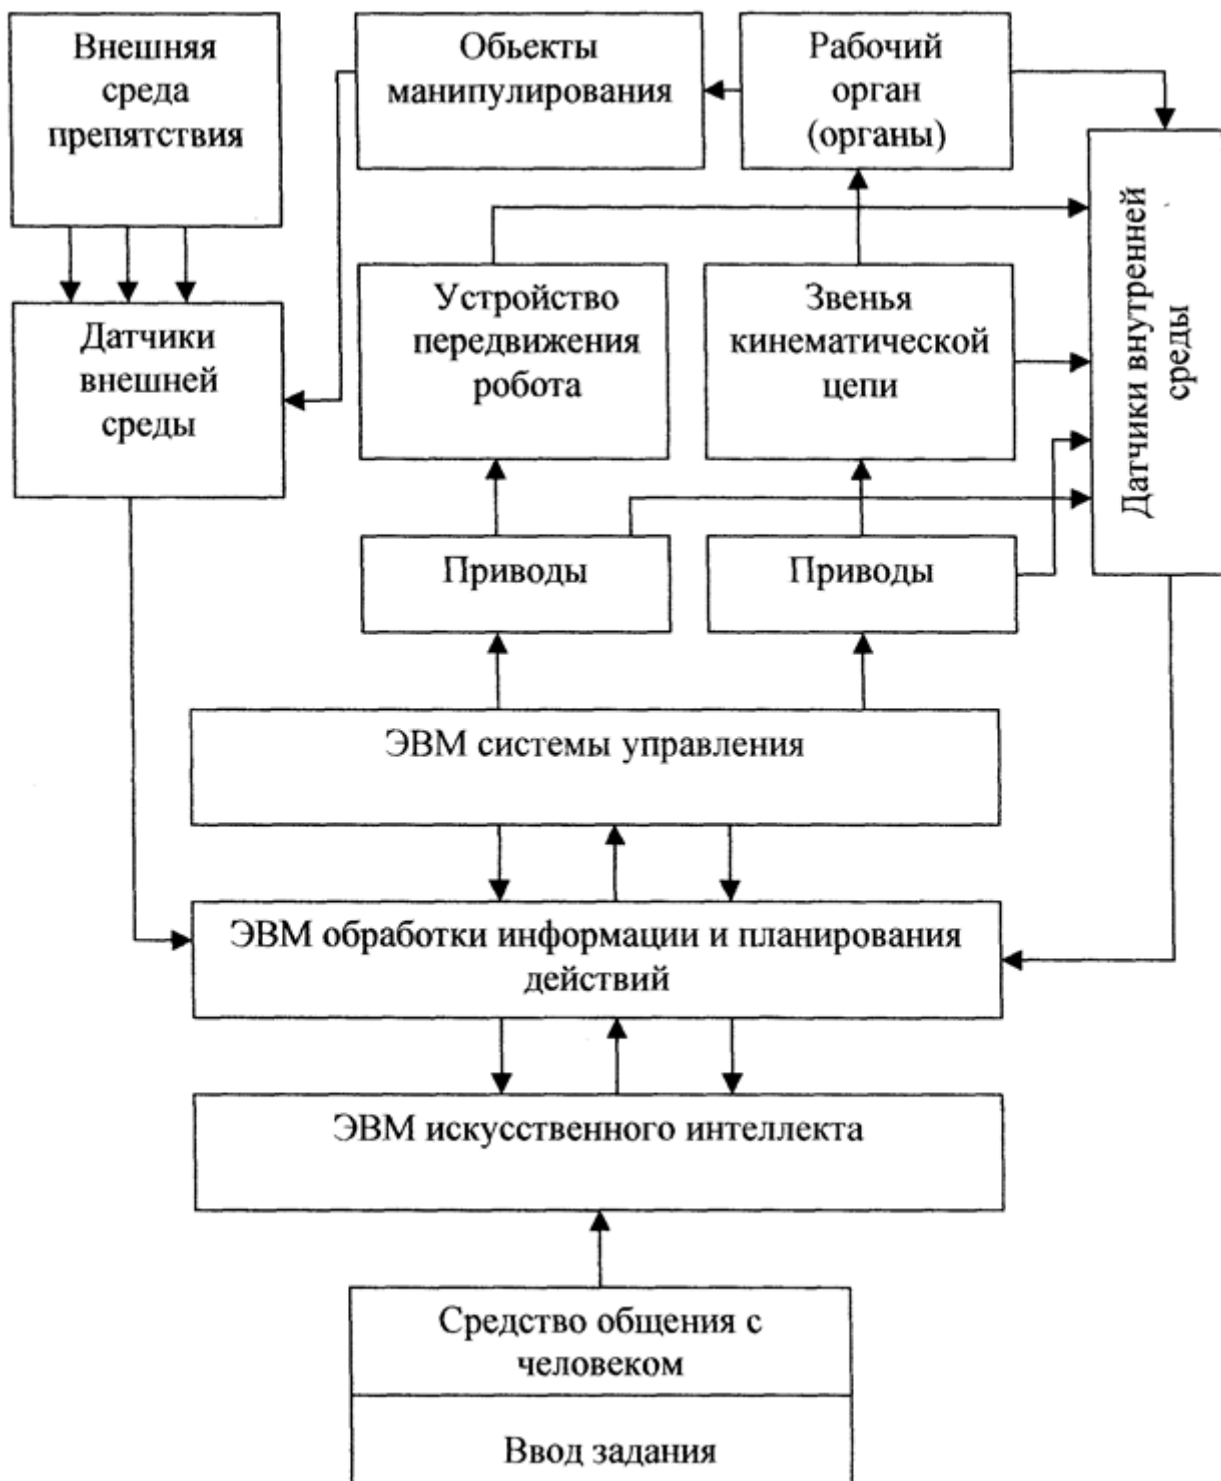 Внешняя
среда
препятствия
Обьекты
манипулирования
Рабочий
орган
(органы)
Датчики
внешней
среды
Устройство
передвижения
робота
Звенья
кинематической
цепи
Датчики внутренней
среды
Приводы
Приводы
ЭВМ системы управления
ЭВМ обработки информации и планирования
действий
ЭВМ искусственного интеллекта
Средство общения с
человеком
Ввод задания